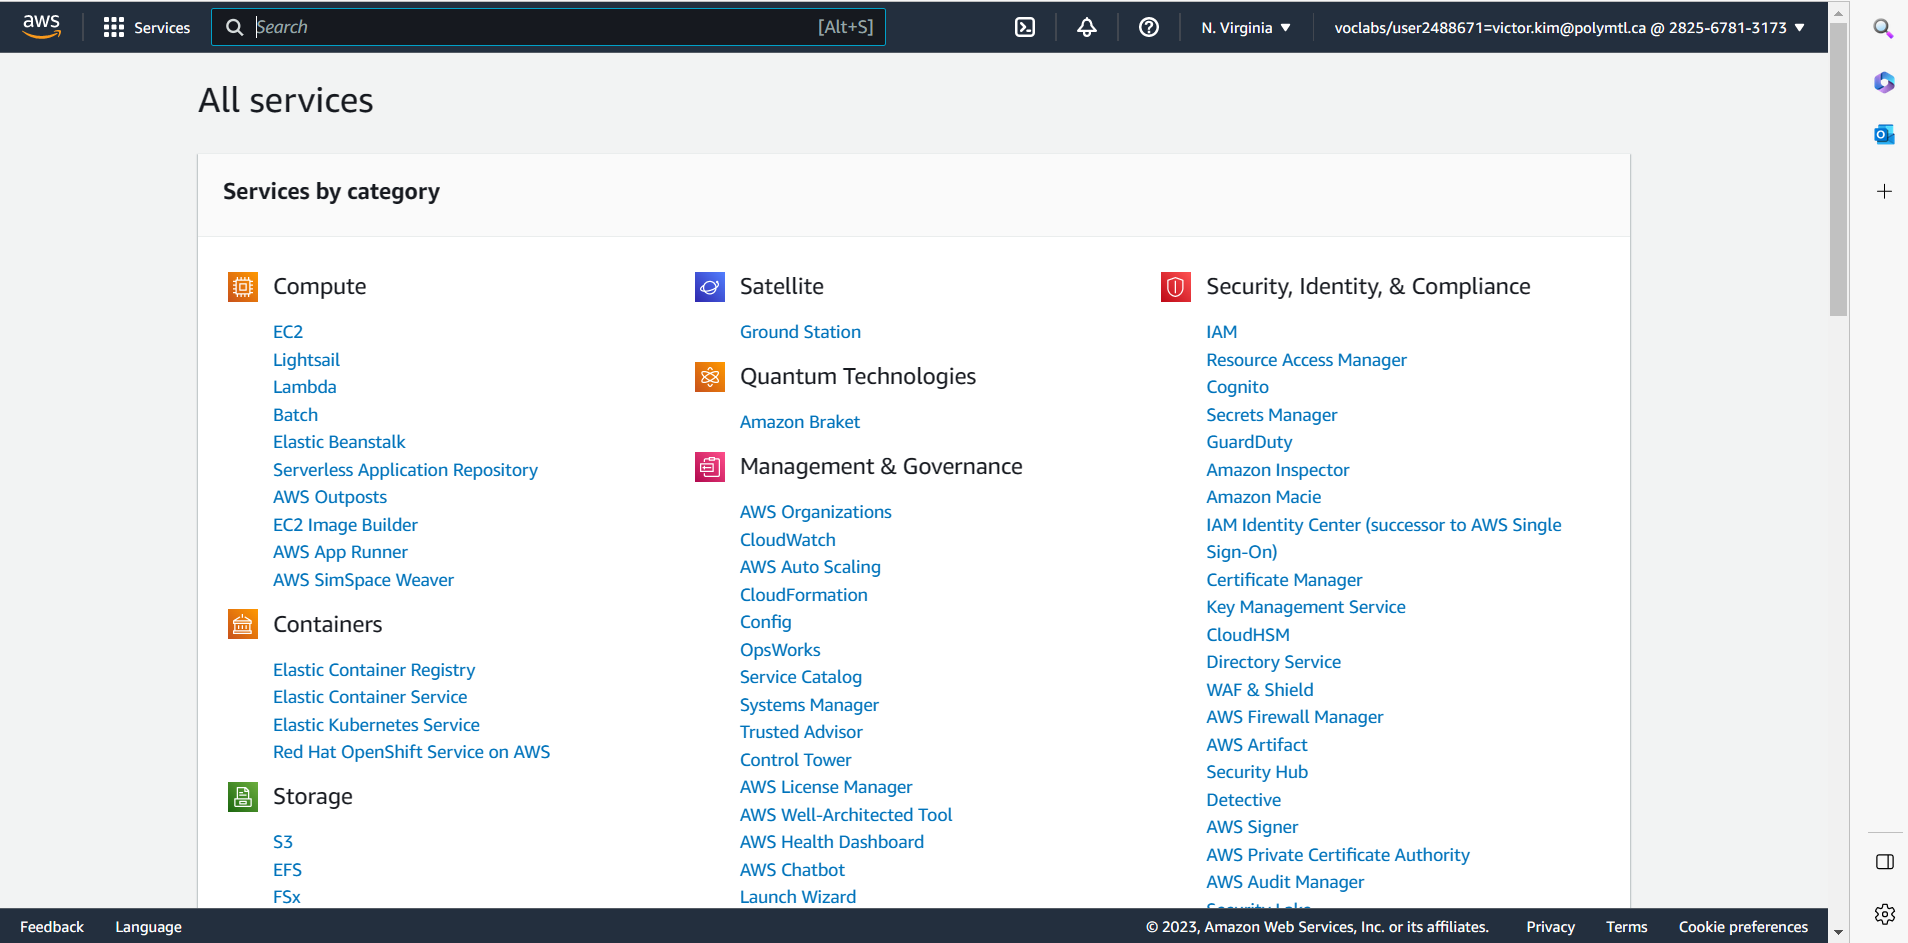 aws
Services
Search
[Alt+S]
N. Virginia
voclabs/user2488671=victor.kim@polymtl.ca @ 2825-6781-3173
All services
Services by category
Compute
EC2
Lightsail
Lambda
Batch
Elastic Beanstalk
Serverless Application Repository
AWS Outposts
EC2 Image Builder
AWS App Runner
AWS SimSpace Weaver
Containers
Elastic Container Registry
Elastic Container Service
Elastic Kubernetes Service
Red Hat OpenShift Service on AWS
Storage
S3
EFS
FSx
Satellite
Ground Station
Quantum Technologies
Amazon Braket
Management & Governance
AWS Organizations
CloudWatch
AWS Auto Scaling
CloudFormation
Config
OpsWorks
Service Catalog
Systems Manager
Trusted Advisor
Control Tower
AWS License Manager
AWS Well-Architected Tool
AWS Health Dashboard
AWS Chatbot
Launch Wizard
Security, Identity, & Compliance
IAM
Resource Access Manager
Cognito
Secrets Manager
GuardDuty
Amazon Inspector
Amazon Macie
IAM Identity Center (successor to AWS Single
Sign-On)
Certificate Manager
Key Management Service
CloudHSM
Directory Service
WAF & Shield
AWS Firewall Manager
AWS Artifact
Security Hub
Detective
AWS Signer
AWS Private Certificate Authority
AWS Audit Manager
Security Lake
Feedback
Language
© 2023, Amazon Web Services, Inc. or its affiliates.
Privacy
Terms
Cookie preferences